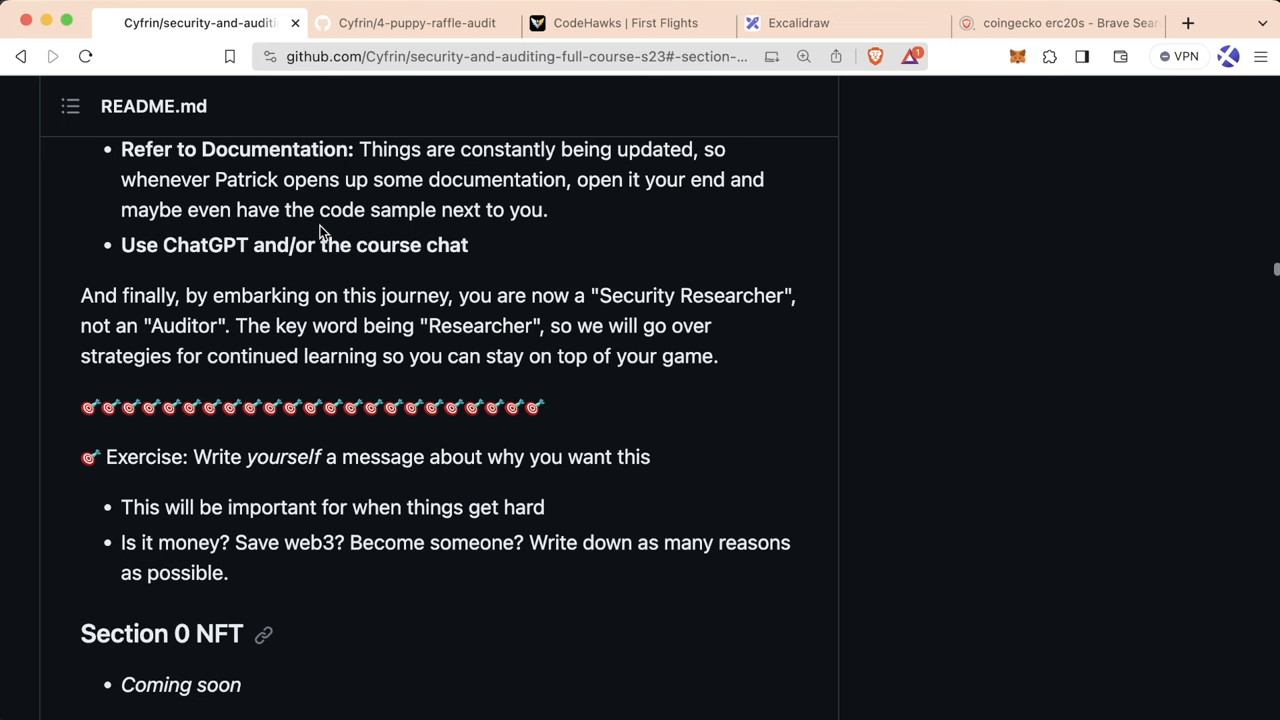 Cyfrin/security-and-auditi
Cyfrin/4-puppy-raffle-audit
CodeHawks | First Flights
Excalidraw
coingecko erc20s - Brave Sear
github.com/Cyfrin/security-and-auditing-full-course-s23#-section-...
1
VPN
README.md
• Refer to Documentation: Things are constantly being updated, so
whenever Patrick opens up some documentation, open it your end and
maybe even have the code sample next to you.
• Use ChatGPT and/or the course chat
And finally, by embarking on this journey, you are now a "Security Researcher",
not an "Auditor". The key word being "Researcher", so we will go over
strategies for continued learning so you can stay on top of your game.
🎯🎯🎯🎯🎯🎯🎯🎯🎯🎯🎯🎯🎯🎯🎯🎯🎯🎯🎯🎯🎯🎯🎯
🎯 Exercise: Write yourself a message about why you want this
• This will be important for when things get hard
• Is it money? Save web3? Become someone? Write down as many reasons
as possible.
Section 0 NFT
• Coming soon